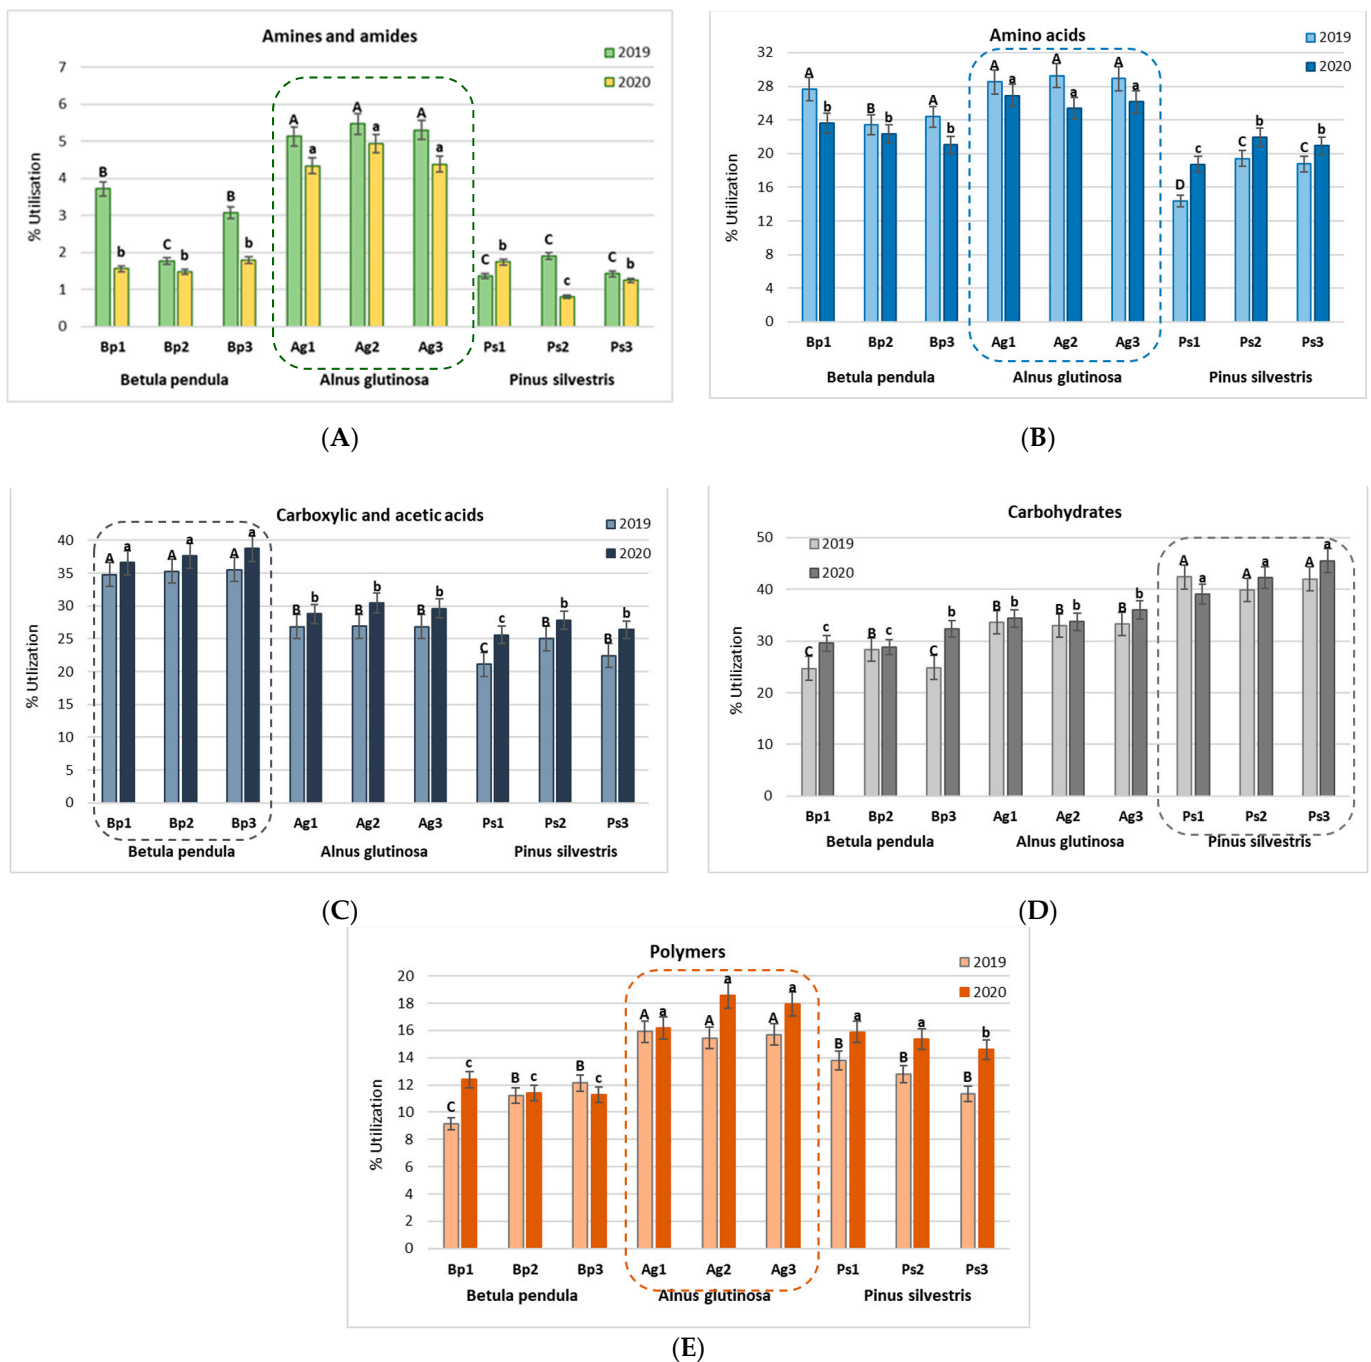 Amines and amides
2019
2020
% Utilisation
7
6
5
4
3
2
1
0
B b C b B b A a A a A a C b C c C b
Bp1 Bp2 Bp3 Ag1 Ag2 Ag3 Ps1 Ps2 Ps3
Betula pendula Alnus glutinosa Pinus silvestris
(A)
Amino acids
2019
2020
% Utilization
32
28
24
20
16
12
8
4
0
A b B b A b A a A a A a D c C b C b
Bp1 Bp2 Bp3 Ag1 Ag2 Ag3 Ps1 Ps2 Ps3
Betula pendula Alnus glutinosa Pinus silvestris
(B)
Carboxylic and acetic acids
2019
2020
% Utilization
40
35
30
25
20
15
10
5
0
A a A a A a B b B b B b B c B b B b
Bp1 Bp2 Bp3 Ag1 Ag2 Ag3 Ps1 Ps2 Ps3
Betula pendula Alnus glutinosa Pinus silvestris
(C)
Carbohydrates
2019
2020
% Utilization
50
40
30
20
10
0
C c B c C b A b B b B b A a A a A a
Bp1 Bp2 Bp3 Ag1 Ag2 Ag3 Ps1 Ps2 Ps3
Betula pendula Alnus glutinosa Pinus silvestris
(D)
Polymers
2019
2020
% Utilization
20
18
16
14
12
10
8
6
4
2
0
C c B c B c A a A a A a B a B a B b
Bp1 Bp2 Bp3 Ag1 Ag2 Ag3 Ps1 Ps2 Ps3
Betula pendula Alnus glutinosa Pinus silvestris
(E)